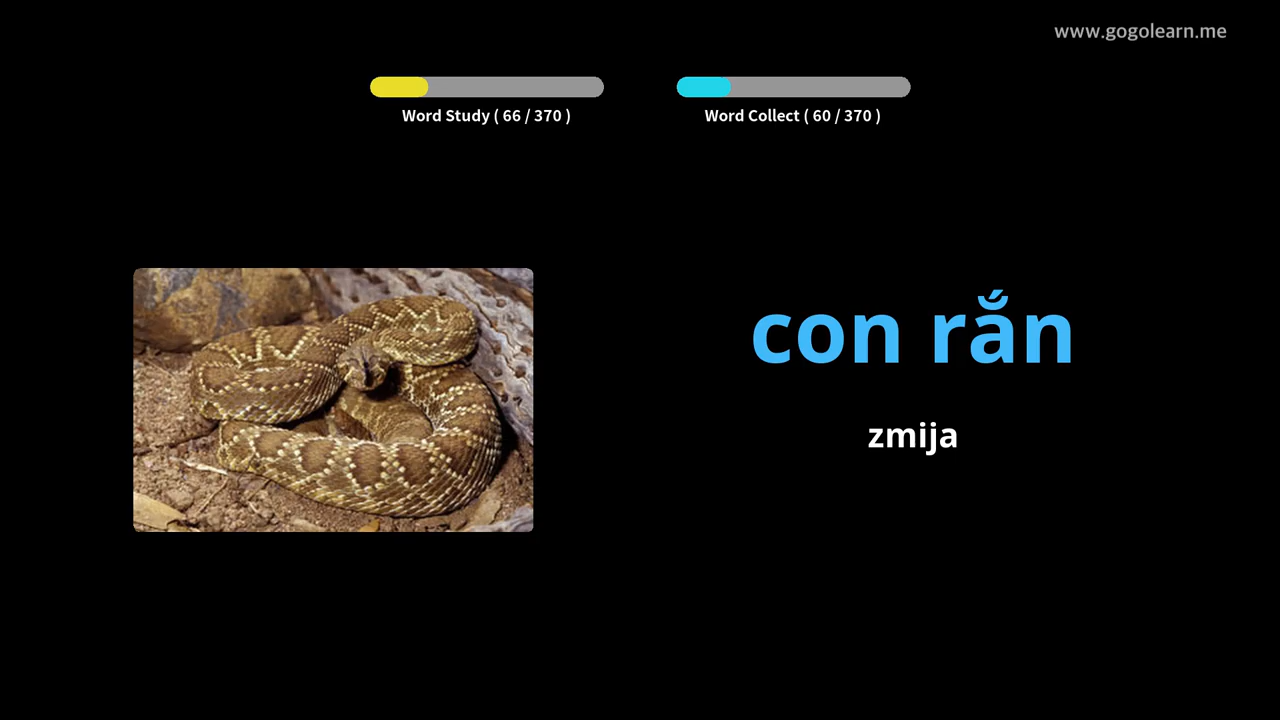 www.gogolearn.me
Word Study ( 66 / 370 )
Word Collect ( 60 / 370 )
con rắn
zmija